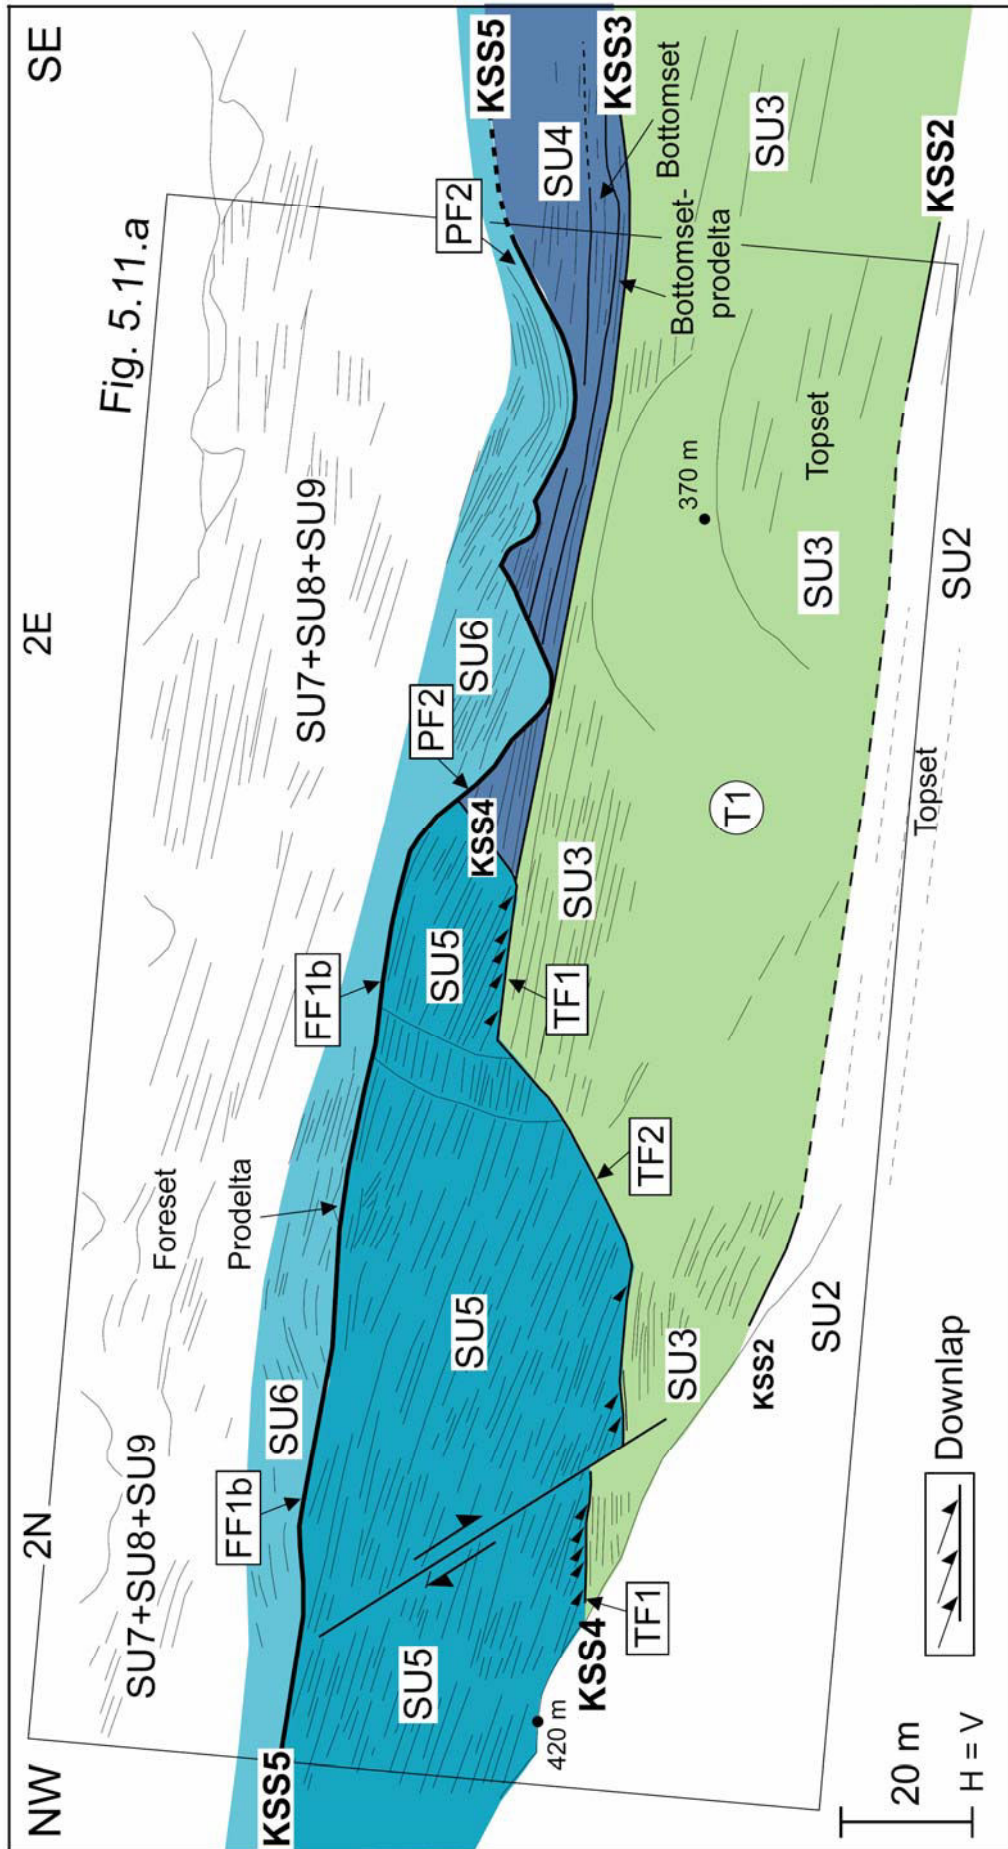 NW
2N
2E
SE
Fig. 5.11.a
SU7+SU8+SU9
SU7+SU8+SU9
Foreset
Prodelta
KSS5
FF1b
SU6
FF1b
PF2
SU6
PF2
KSS5
SU5
SU5
SU5
KSS4
SU4
KSS3
Bottomset
Bottomset-
prodelta
420 m
KSS4
TF1
TF2
TF1
SU3
SU3
SU3
SU3
T1
370 m
Topset
KSS2
KSS2
SU2
SU2
Topset
20 m
H = V
Downlap